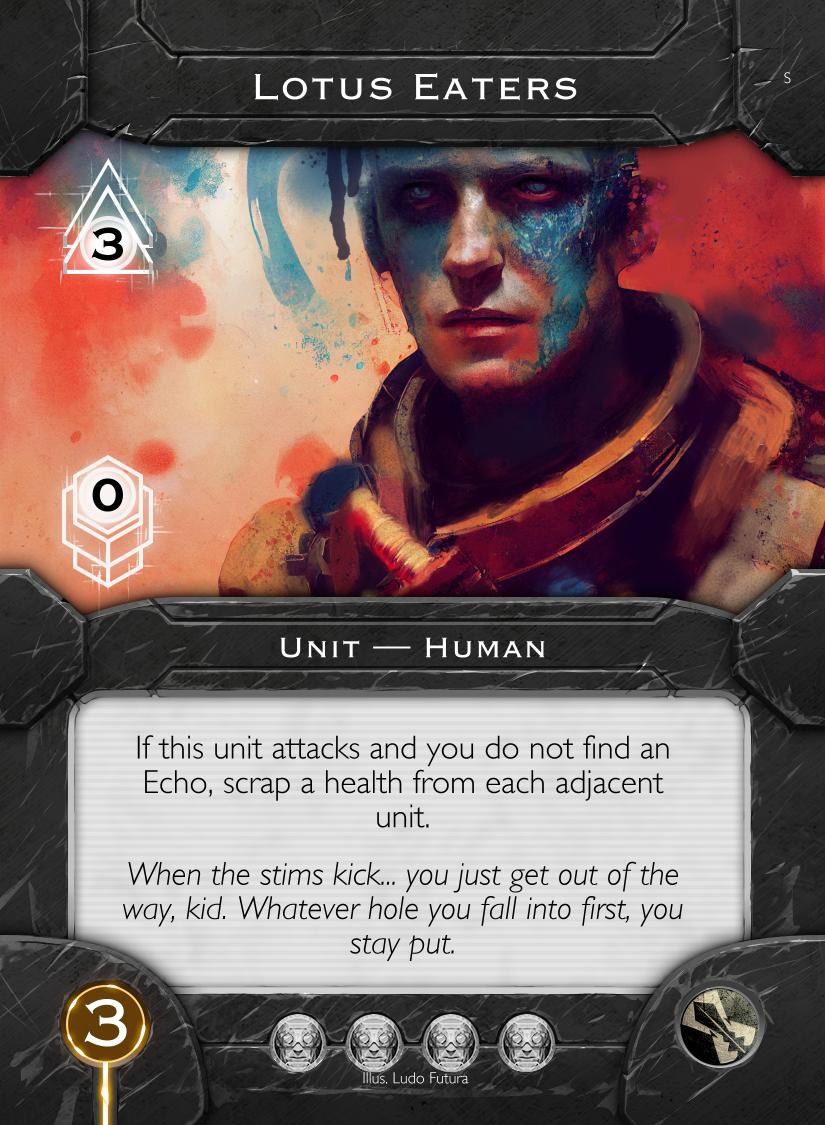 Lotus Eaters
S
3
0
Unit — Human
If this unit attacks and you do not find an
Echo, scrap a health from each adjacent
unit.
When the stims kick... you just get out of the
way, kid. Whatever hole you fall into first, you
stay put.
3
Illus. Ludo Futura